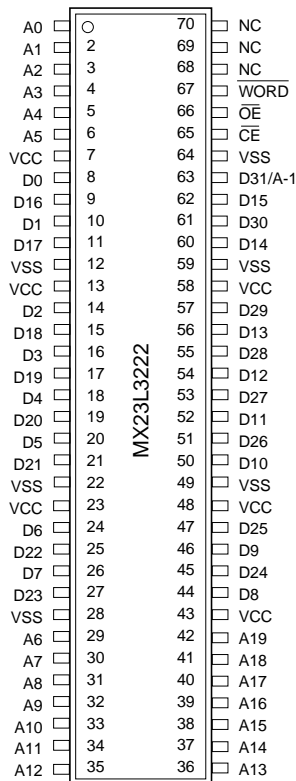 A0 70 NC
A1 2 69 NC
A2 3 68 NC
A3 4 67 WORD
A4 5 66 OE
A5 6 65 CE
VCC 7 64 VSS
D0 8 63 D31/A-1
D16 9 62 D15
D1 10 61 D30
D17 11 60 D14
VSS 12 59 VSS
VCC 13 58 VCC
D2 14 57 D29
D18 15 56 D13
D3 16 55 D28
D19 17 54 D12
D4 18 53 D27
D20 19 52 D11
D5 20 51 D26
D21 21 50 D10
VSS 22 49 VSS
VCC 23 48 VCC
D6 24 47 D25
D22 25 46 D9
D7 26 45 D24
D23 27 44 D8
VSS 28 43 VCC
A6 29 42 A19
A7 30 41 A18
A8 31 40 A17
A9 32 39 A16
A10 33 38 A15
A11 34 37 A14
A12 35 36 A13
MX23L3222